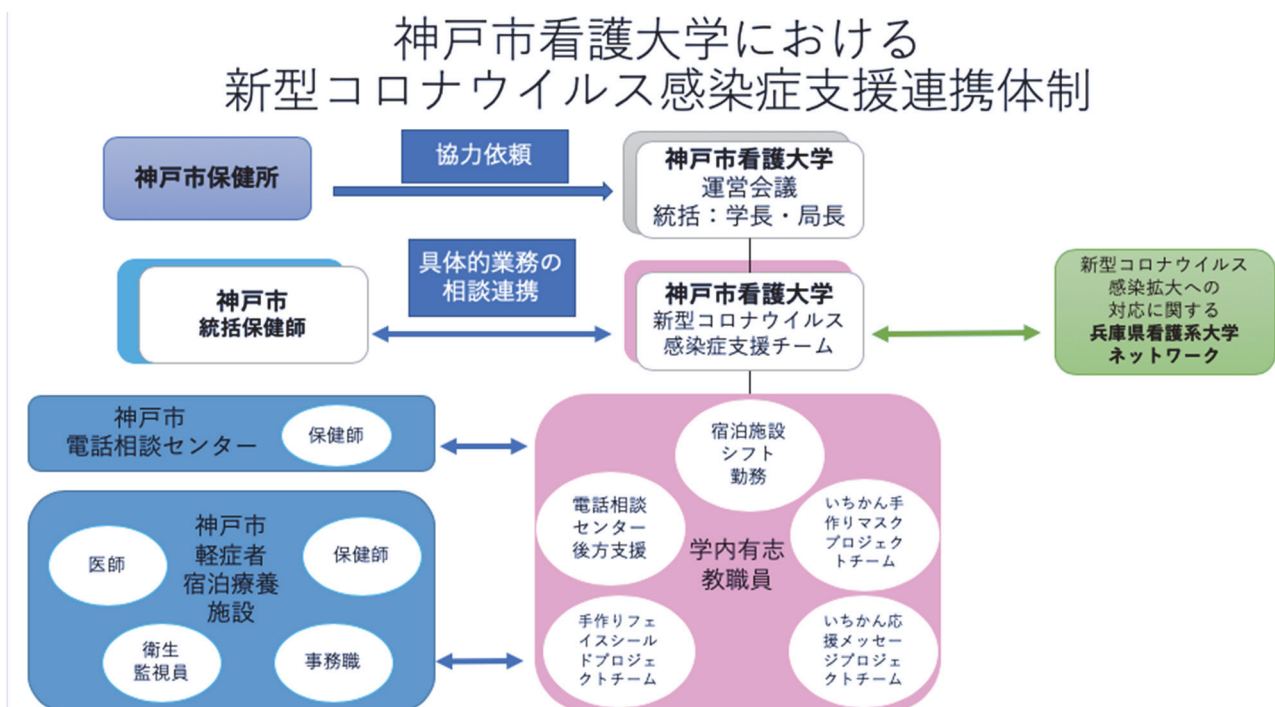 神戸市看護大学における
新型コロナウイルス感染症支援連携体制
神戸市保健所
協力依頼
神戸市看護大学
運営会議
統括：学長・局長
神戸市
統括保健師
具体的業務の
相談連携
神戸市看護大学
新型コロナウイルス
感染症支援チーム
新型コロナウイルス
感染拡大への
対応に関する
兵庫県看護系大学
ネットワーク
神戸市
電話相談センター
保健師
神戸市
軽症者
宿泊療養
施設
医師
保健師
衛生
監視員
事務職
宿泊施設
シフト
勤務
電話相談
センター
後方支援
いちかん手
作りマスク
プロジェク
トチーム
学内有志
教職員
手作りフェ
イスシール
ドプロジェ
クトチーム
いちかん応
援メッセー
ジプロジェ
クトチーム